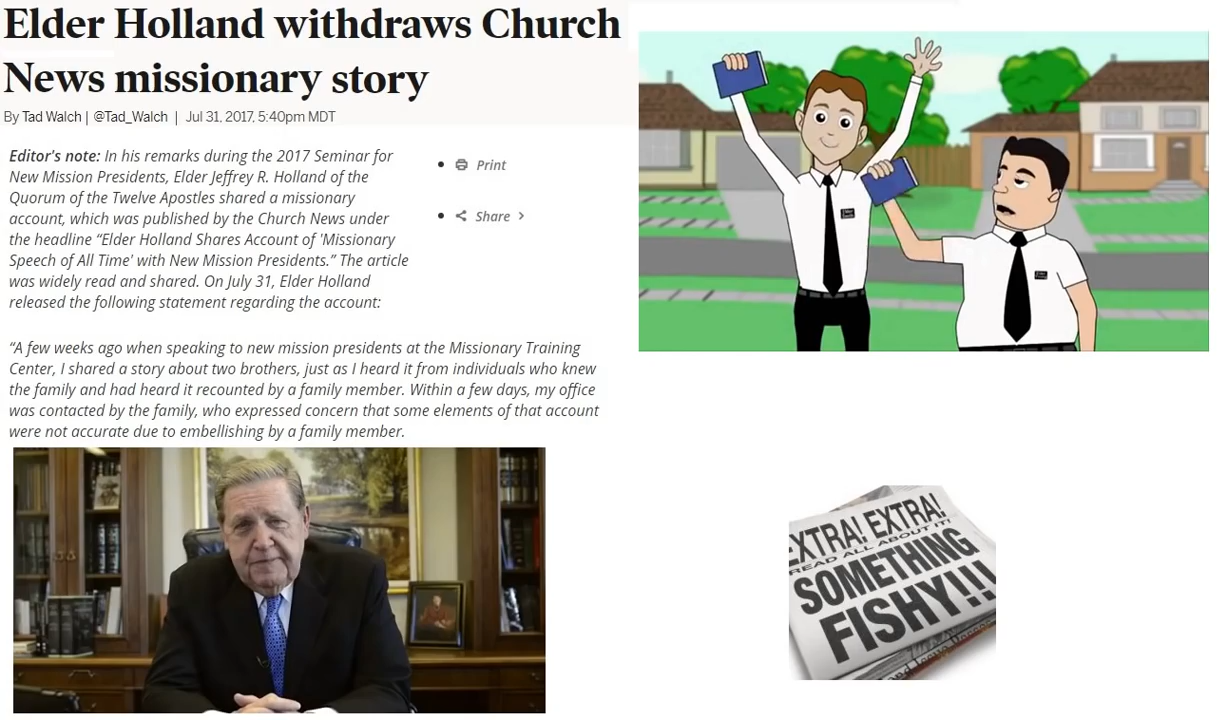 Elder Holland withdraws Church
News missionary story
By Tad Walch | @Tad_Walch | Jul 31, 2017, 5:40pm MDT
Editor's note: In his remarks during the 2017 Seminar for
New Mission Presidents, Elder Jeffrey R. Holland of the
Quorum of the Twelve Apostles shared a missionary
account, which was published by the Church News under
the headline “Elder Holland Shares Account of 'Missionary
Speech of All Time' with New Mission Presidents.” The article
was widely read and shared. On July 31, Elder Holland
released the following statement regarding the account:
Print
Share
“A few weeks ago when speaking to new mission presidents at the Missionary Training
Center, I shared a story about two brothers, just as I heard it from individuals who knew
the family and had heard it recounted by a family member. Within a few days, my office
was contacted by the family, who expressed concern that some elements of that account
were not accurate due to embellishing by a family member.
EXTRA! EXTRA!
READ ALL ABOUT IT!
SOMETHING
FISHY!!!